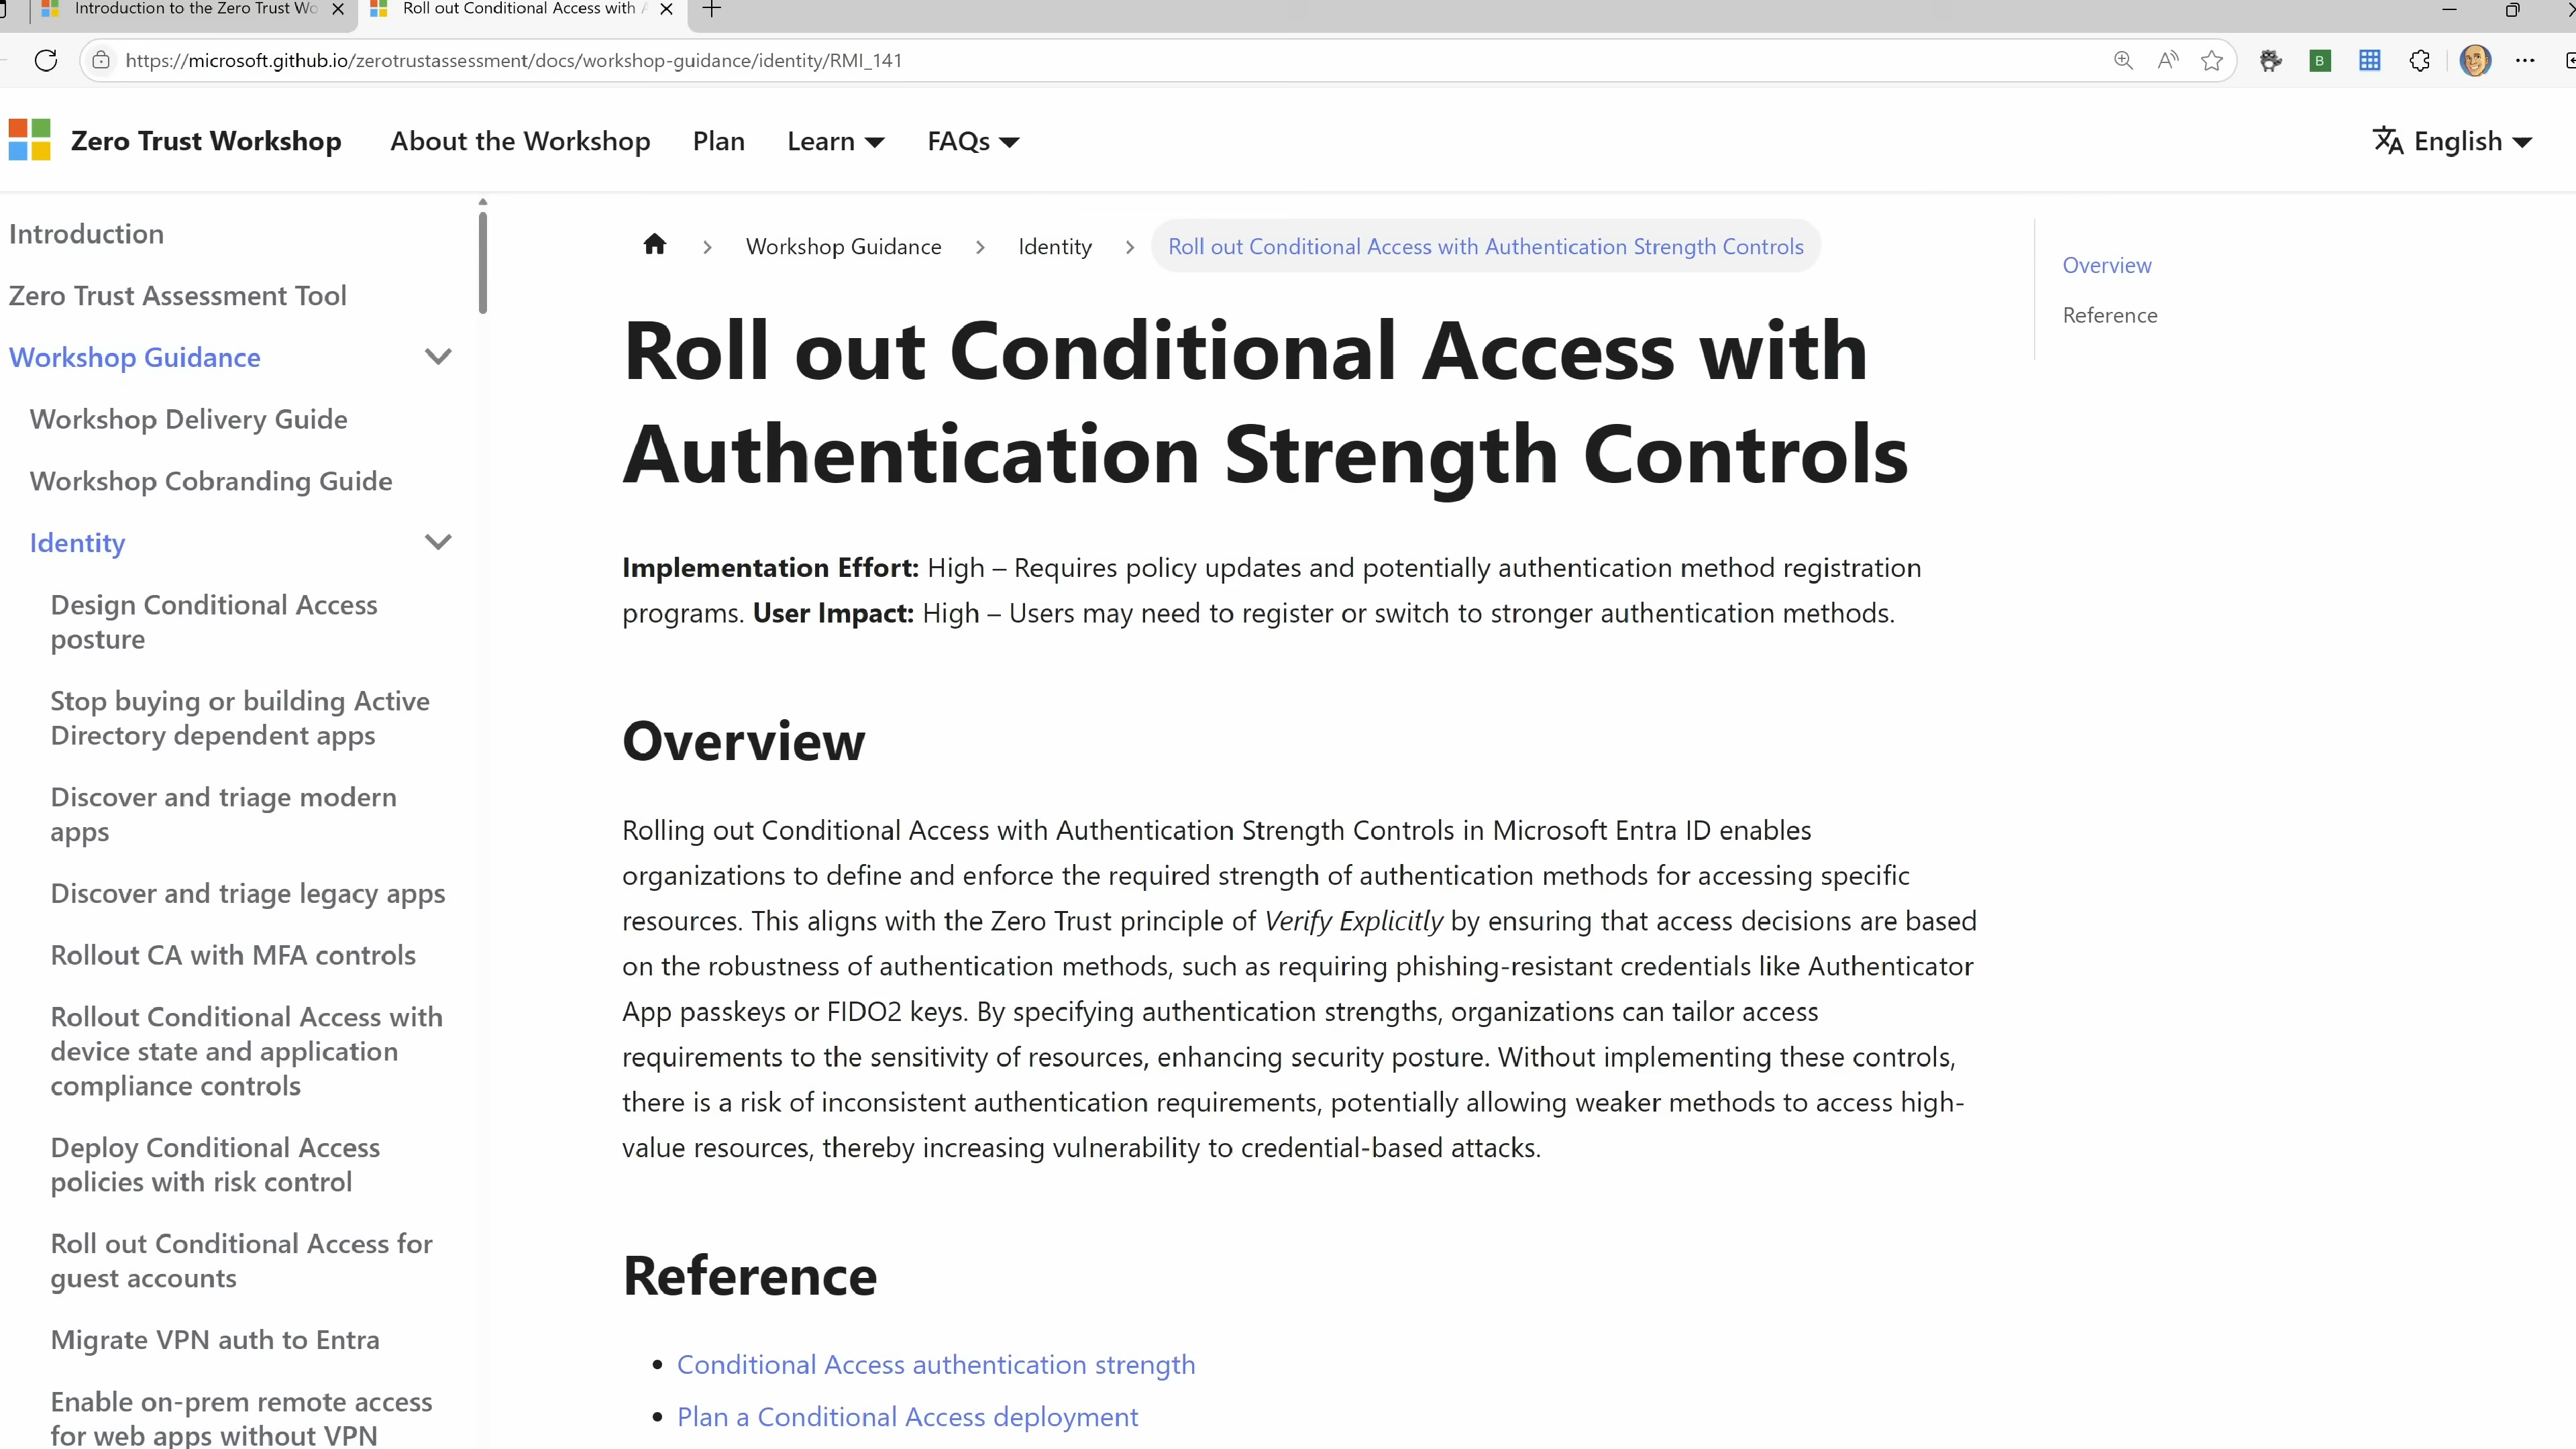 Introduction to the Zero Trust Wo
Roll out Conditional Access with A
https://microsoft.github.io/zerotrustassessment/docs/workshop-guidance/identity/RMI_141
B
Zero Trust Workshop
About the Workshop
Plan
Learn
FAQs
English
Introduction
Zero Trust Assessment Tool
Workshop Guidance
Workshop Delivery Guide
Workshop Cobranding Guide
Identity
Design Conditional Access
posture
Stop buying or building Active
Directory dependent apps
Discover and triage modern
apps
Discover and triage legacy apps
Rollout CA with MFA controls
Rollout Conditional Access with
device state and application
compliance controls
Deploy Conditional Access
policies with risk control
Roll out Conditional Access for
guest accounts
Migrate VPN auth to Entra
Enable on-prem remote access
for web apps without VPN
Workshop Guidance
Identity
Roll out Conditional Access with Authentication Strength Controls
Roll out Conditional Access with
Authentication Strength Controls
Implementation Effort: High – Requires policy updates and potentially authentication method registration
programs. User Impact: High – Users may need to register or switch to stronger authentication methods.
Overview
Rolling out Conditional Access with Authentication Strength Controls in Microsoft Entra ID enables
organizations to define and enforce the required strength of authentication methods for accessing specific
resources. This aligns with the Zero Trust principle of Verify Explicitly by ensuring that access decisions are based
on the robustness of authentication methods, such as requiring phishing-resistant credentials like Authenticator
App passkeys or FIDO2 keys. By specifying authentication strengths, organizations can tailor access
requirements to the sensitivity of resources, enhancing security posture. Without implementing these controls,
there is a risk of inconsistent authentication requirements, potentially allowing weaker methods to access high-
value resources, thereby increasing vulnerability to credential-based attacks.
Reference
Conditional Access authentication strength
Plan a Conditional Access deployment
Overview
Reference